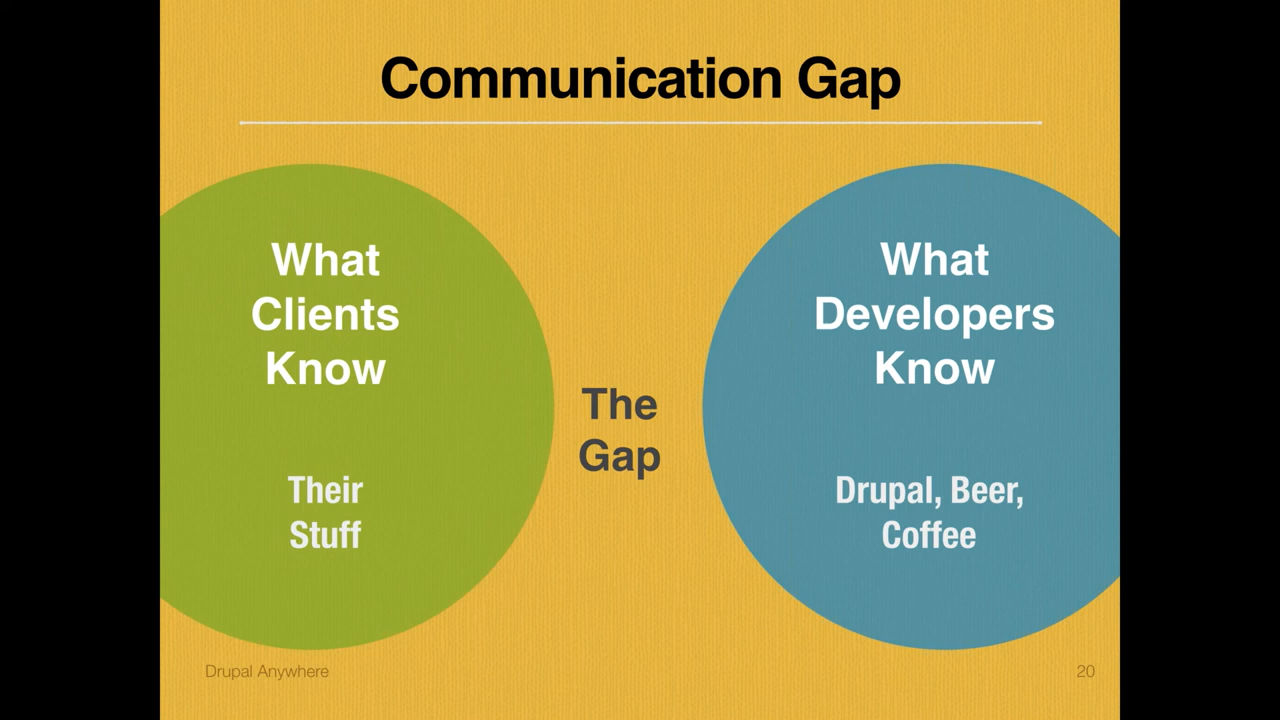 Communication Gap
What
Clients
Know
Their
Stuff
The
Gap
What
Developers
Know
Drupal, Beer,
Coffee
Drupal Anywhere
20